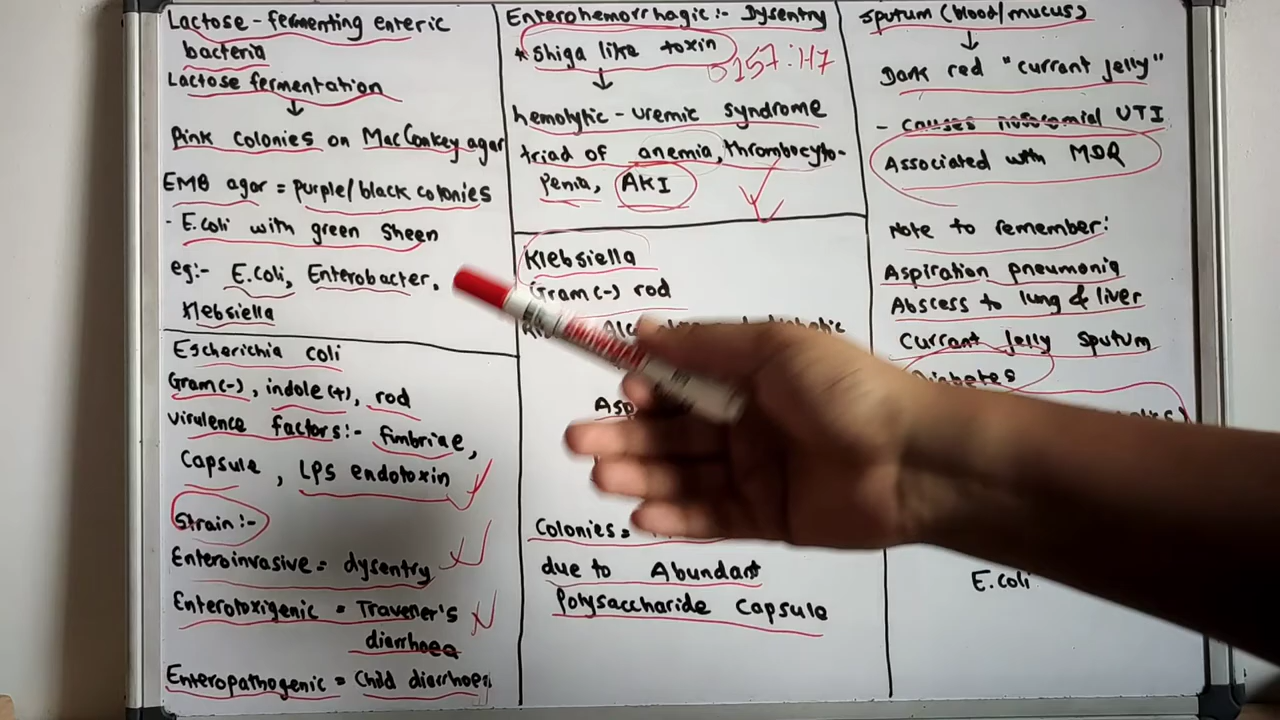 Lactose-fermenting enteric
bacteria
Lactose fermentation
↓
Pink colonies on MacConkey agar
EMB agar = purple/black colonies
- E.coli with green sheen
eg:- E.coli, Enterobacter,
Klebsiella
Escherichia coli
Gram(-), indole(+), rod
Virulence factors:- fimbriae,
Capsule, LPS endotoxin
Strain:-
Enteroinvasive = dysentry
Enterotoxigenic = Traveller's
diarrhoea
Enteropathogenic = Child diarrhoea
Enterohemorrhagic:- Dysentry
* shiga like toxin
O157:H7
↓
hemolytic-uremic syndrome
triad of anemia, thrombocyto-
penia, AKI
Klebsiella
Gram(-) rod
diabetic
Asp
Colonies =
due to Abundant
Polysaccharide Capsule
Sputum (blood/mucus)
↓
Dark red "currant jelly"
- causes nosocomial UTI
Associated with MDR
Note to remember:
Aspiration pneumonia
Abscess to lung & liver
Currant jelly sputum
Diabetes
E.coli